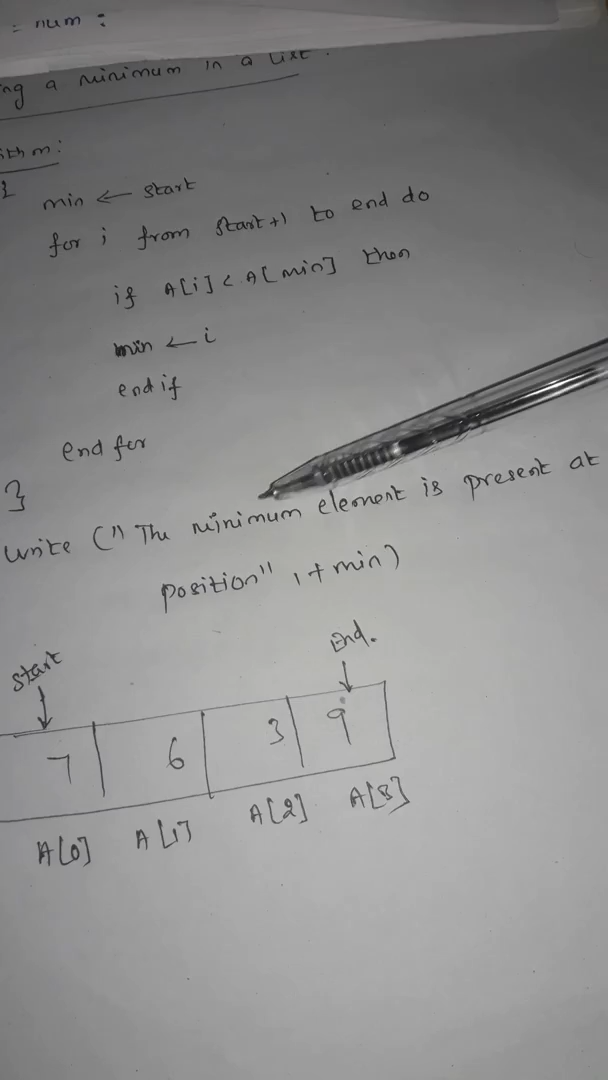 = num :
ng a minimum in a list.
ithm:
{
min ← start
for i from start+1 to end do
if A[i] < A[min] then
min ← i
end if
end for
}
write (" The minimum element is present at
position" , + min)
start
End.
7 6 3 9
A[0] A[1] A[2] A[3]